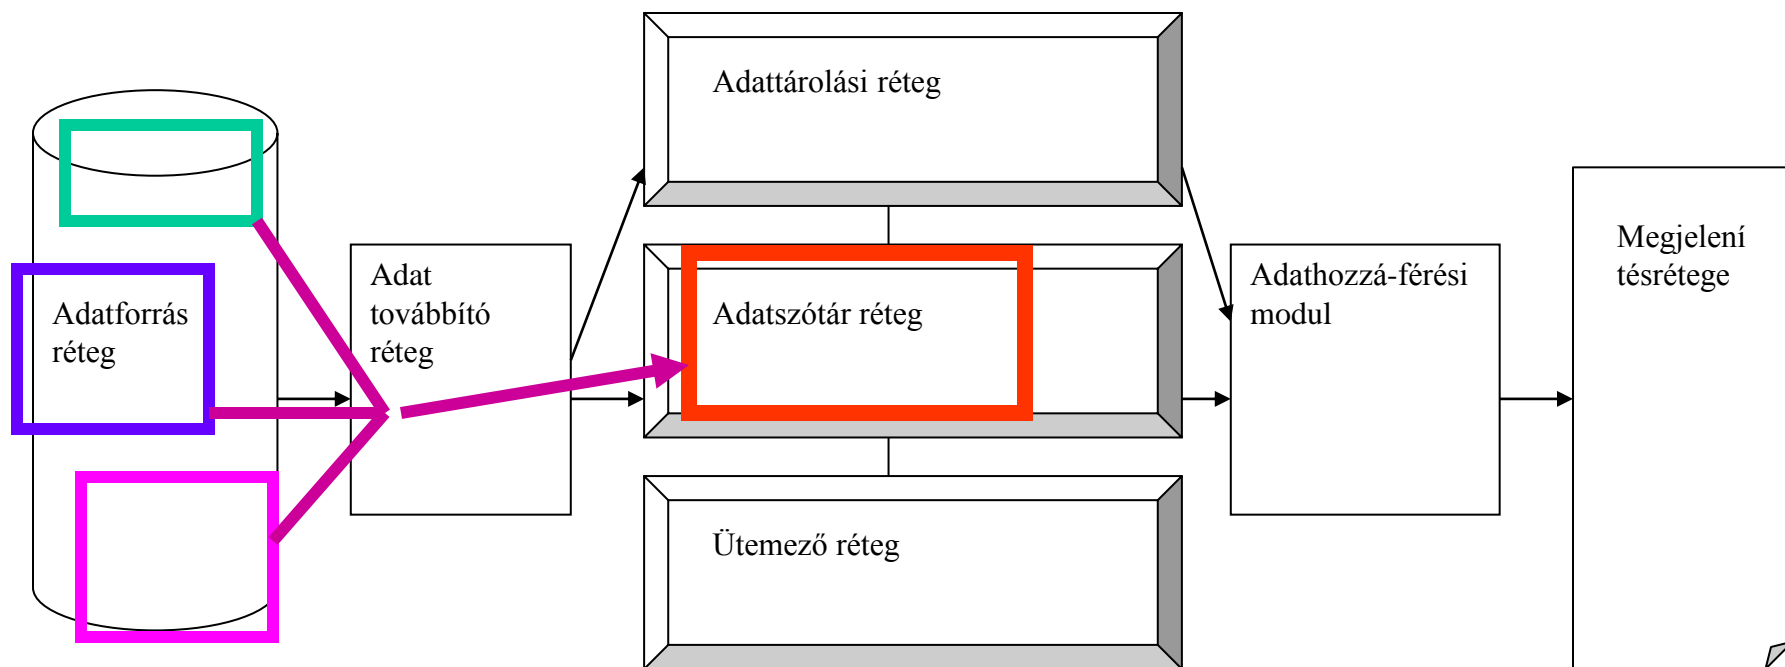 Adattárolási réteg
Adatforrás
réteg
Adat
továbbító
réteg
Adatszótár réteg
Ütemező réteg
Adathozzá-férési
modul
Megjelení
tésrétege